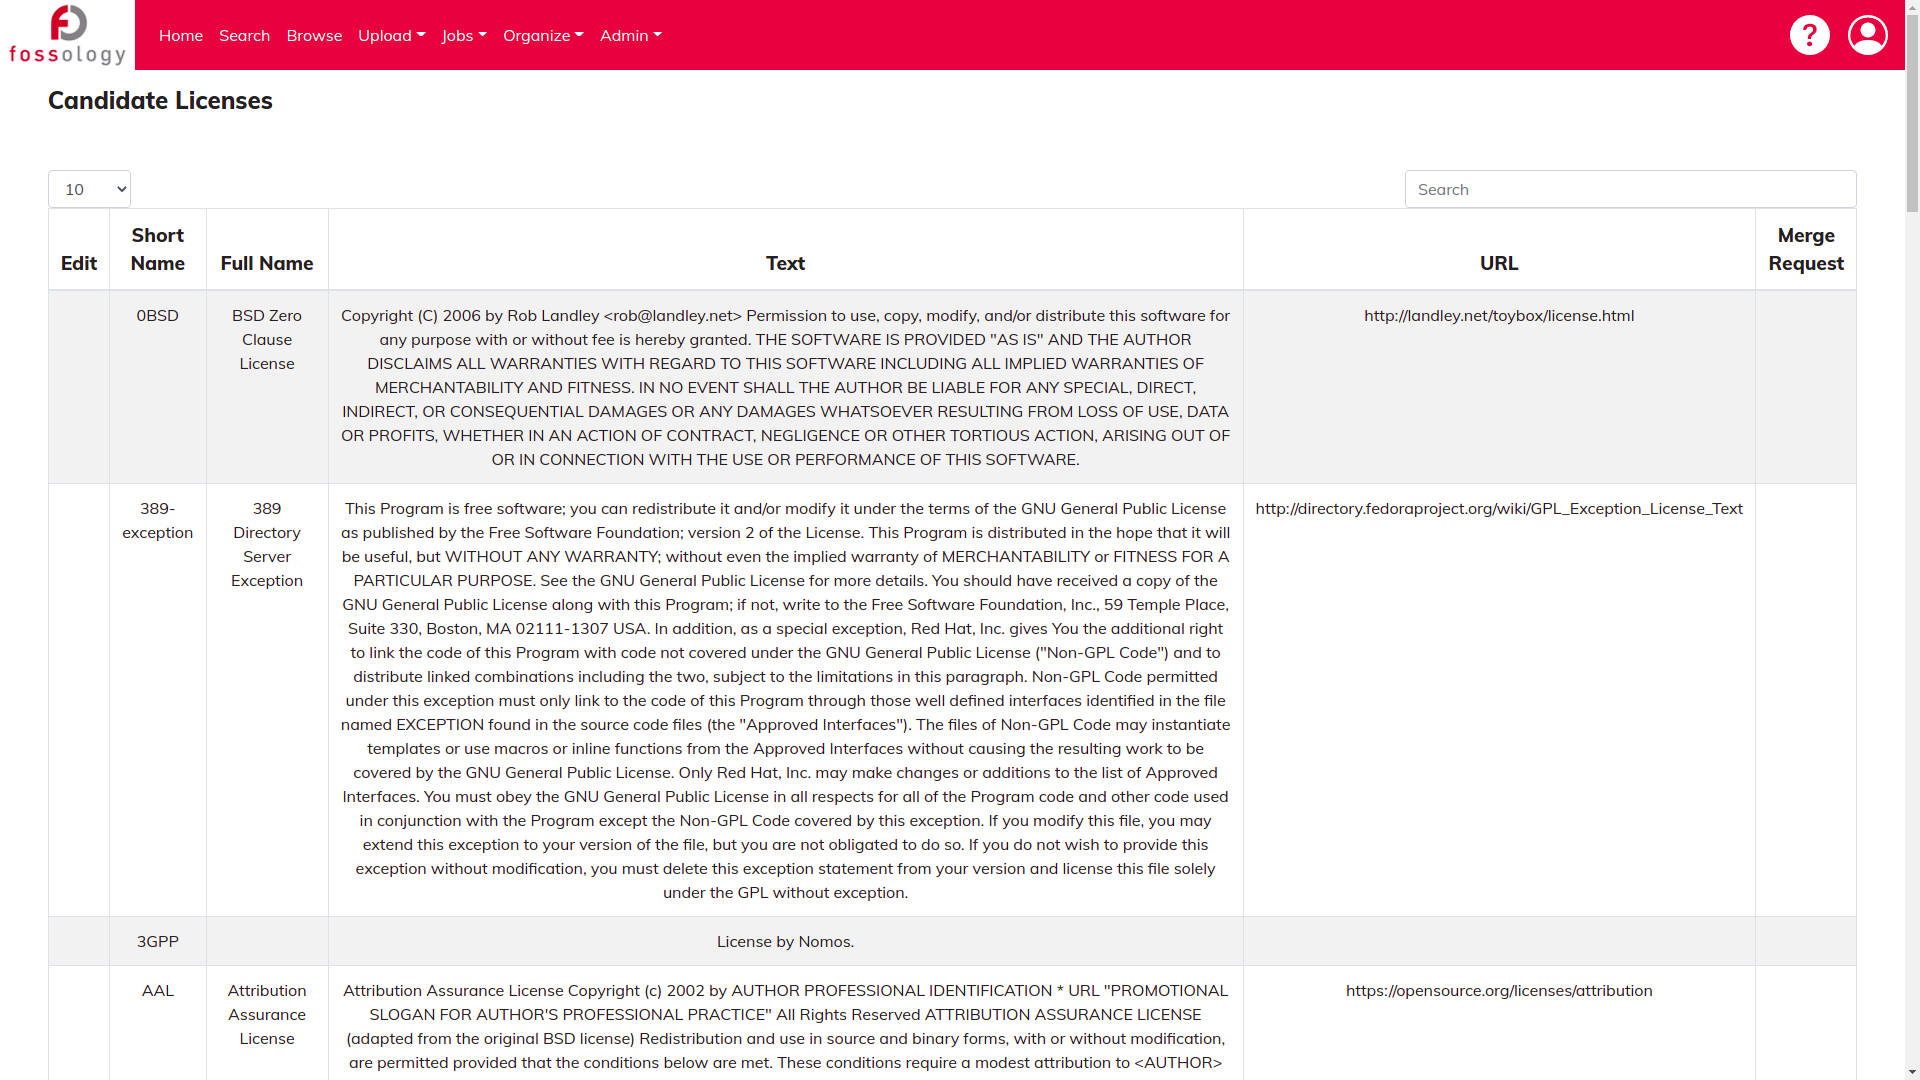 fossology
Home Search Browse Upload Jobs Organize Admin
?
Candidate Licenses
10
Search
Edit Short Name Full Name Text URL Merge Request
0BSD
BSD Zero
Clause
License
Copyright (C) 2006 by Rob Landley <rob@landley.net> Permission to use, copy, modify, and/or distribute this software for
any purpose with or without fee is hereby granted. THE SOFTWARE IS PROVIDED "AS IS" AND THE AUTHOR
DISCLAIMS ALL WARRANTIES WITH REGARD TO THIS SOFTWARE INCLUDING ALL IMPLIED WARRANTIES OF
MERCHANTABILITY AND FITNESS. IN NO EVENT SHALL THE AUTHOR BE LIABLE FOR ANY SPECIAL, DIRECT,
INDIRECT, OR CONSEQUENTIAL DAMAGES OR ANY DAMAGES WHATSOEVER RESULTING FROM LOSS OF USE, DATA
OR PROFITS, WHETHER IN AN ACTION OF CONTRACT, NEGLIGENCE OR OTHER TORTIOUS ACTION, ARISING OUT OF
OR IN CONNECTION WITH THE USE OR PERFORMANCE OF THIS SOFTWARE.
http://landley.net/toybox/license.html
389-
exception
389
Directory
Server
Exception
This Program is free software; you can redistribute it and/or modify it under the terms of the GNU General Public License
as published by the Free Software Foundation; version 2 of the License. This Program is distributed in the hope that it will
be useful, but WITHOUT ANY WARRANTY; without even the implied warranty of MERCHANTABILITY or FITNESS FOR A
PARTICULAR PURPOSE. See the GNU General Public License for more details. You should have received a copy of the
GNU General Public License along with this Program; if not, write to the Free Software Foundation, Inc., 59 Temple Place,
Suite 330, Boston, MA 02111-1307 USA. In addition, as a special exception, Red Hat, Inc. gives You the additional right
to link the code of this Program with code not covered under the GNU General Public License ("Non-GPL Code") and to
distribute linked combinations including the two, subject to the limitations in this paragraph. Non-GPL Code permitted
under this exception must only link to the code of this Program through those well defined interfaces identified in the file
named EXCEPTION found in the source code files (the "Approved Interfaces"). The files of Non-GPL Code may instantiate
templates or use macros or inline functions from the Approved Interfaces without causing the resulting work to be
covered by the GNU General Public License. Only Red Hat, Inc. may make changes or additions to the list of Approved
Interfaces. You must obey the GNU General Public License in all respects for all of the Program code and other code used
in conjunction with the Program except the Non-GPL Code covered by this exception. If you modify this file, you may
extend this exception to your version of the file, but you are not obligated to do so. If you do not wish to provide this
exception without modification, you must delete this exception statement from your version and license this file solely
under the GPL without exception.
http://directory.fedoraproject.org/wiki/GPL_Exception_License_Text
3GPP
License by Nomos.
AAL
Attribution
Assurance
License
Attribution Assurance License Copyright (c) 2002 by AUTHOR PROFESSIONAL IDENTIFICATION * URL "PROMOTIONAL
SLOGAN FOR AUTHOR'S PROFESSIONAL PRACTICE" All Rights Reserved ATTRIBUTION ASSURANCE LICENSE
(adapted from the original BSD license) Redistribution and use in source and binary forms, with or without modification,
are permitted provided that the conditions below are met. These conditions require a modest attribution to <AUTHOR>
https://opensource.org/licenses/attribution